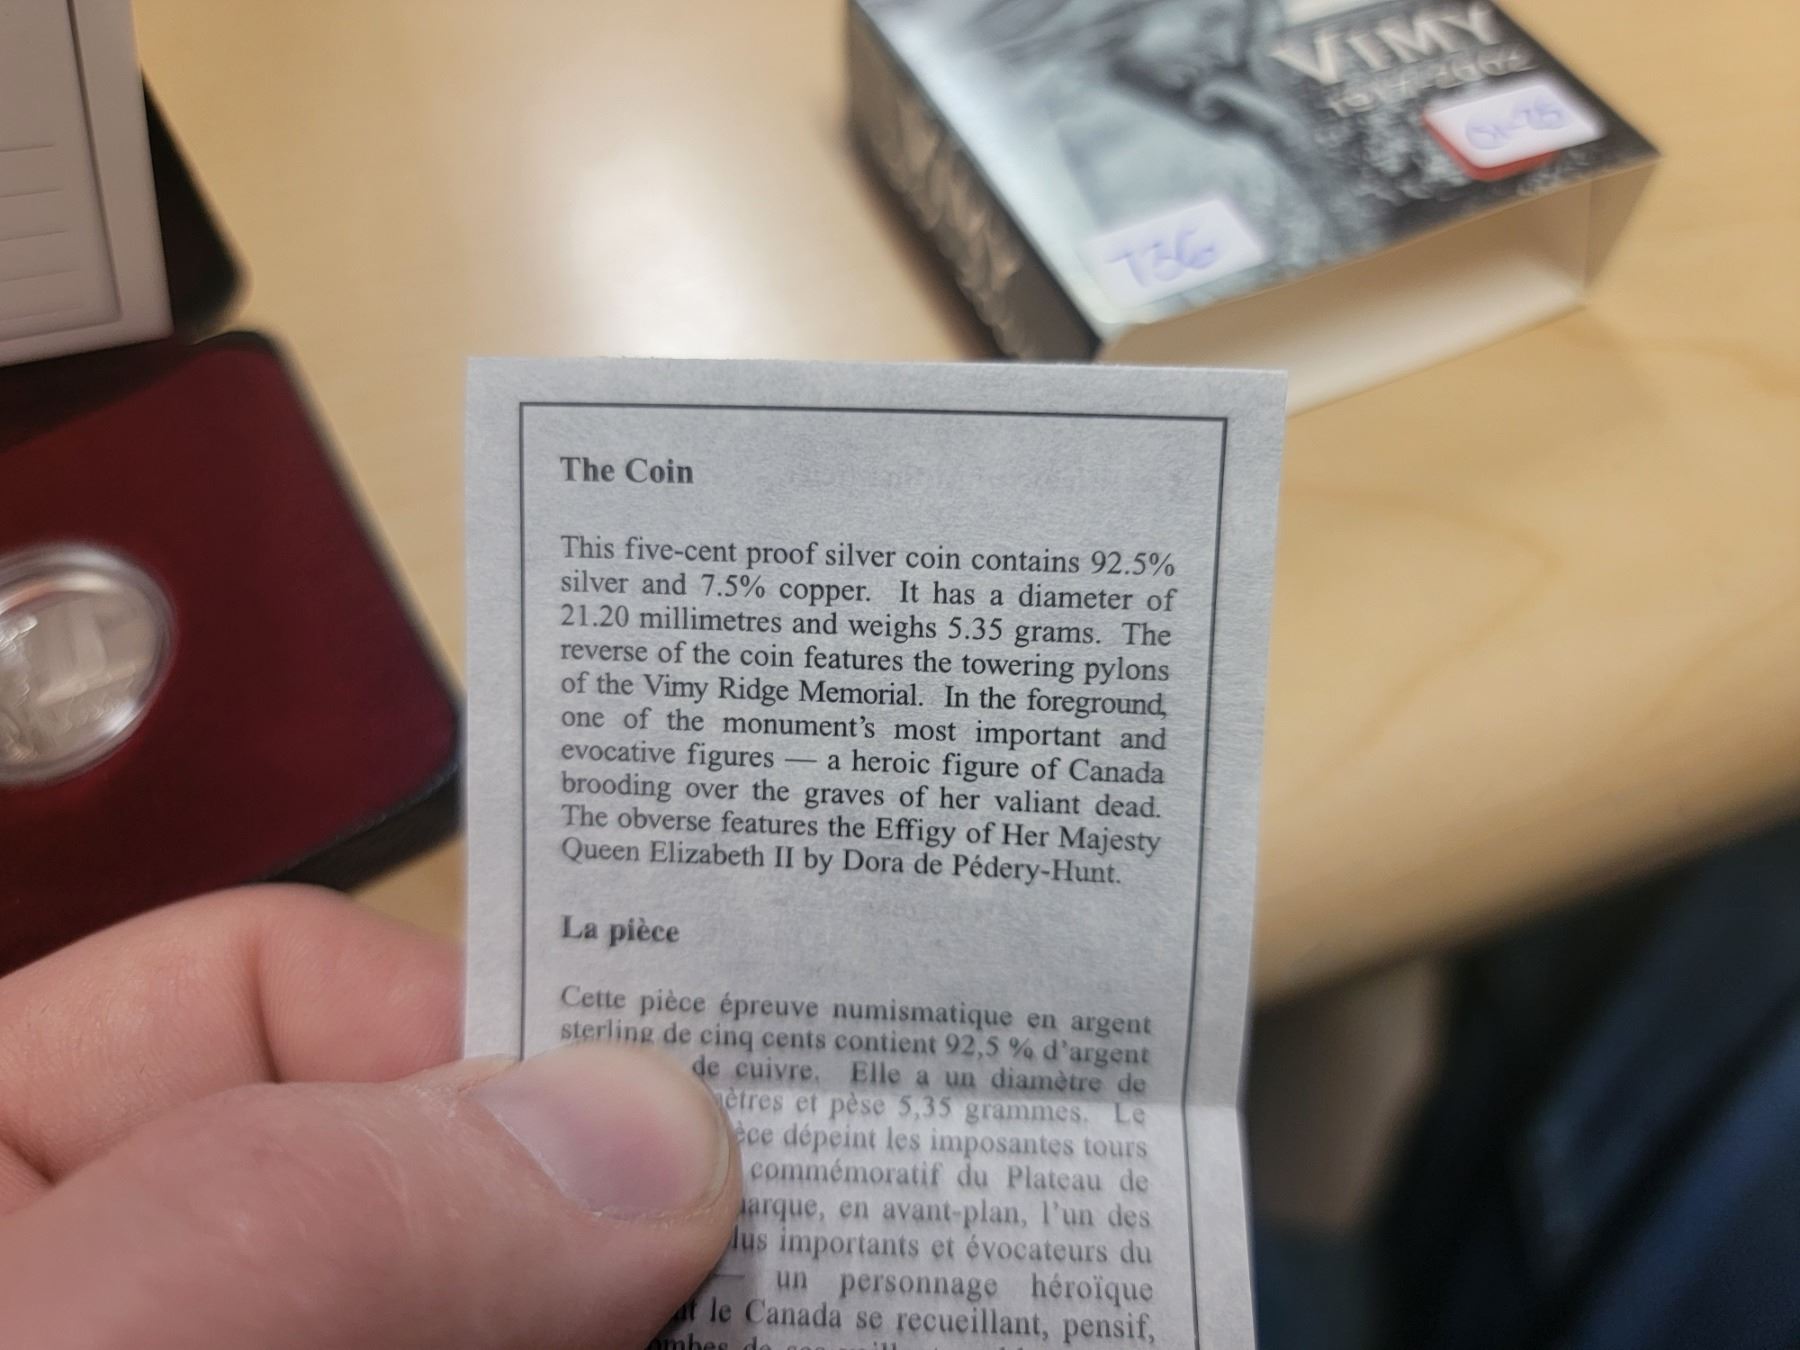 VIMY
1917-2002
T36
The Coin
This five-cent proof silver coin contains 92.5%
silver and 7.5% copper. It has a diameter of
21.20 millimetres and weighs 5.35 grams. The
reverse of the coin features the towering pylons
of the Vimy Ridge Memorial. In the foreground,
one of the monument's most important and
evocative figures — a heroic figure of Canada
brooding over the graves of her valiant dead.
The obverse features the Effigy of Her Majesty
Queen Elizabeth II by Dora de Pédery-Hunt.
La pièce
Cette pièce épreuve numismatique en argent
sterling de cinq cents contient 92,5 % d'argent
de cuivre. Elle a un diamètre de
et pèse 5,35 grammes. Le
dépeint les imposantes tours
commémoratif du Plateau de
en avant-plan, l'un des
importants et évocateurs du
— un personnage héroïque
le Canada se recueillant, pensif,